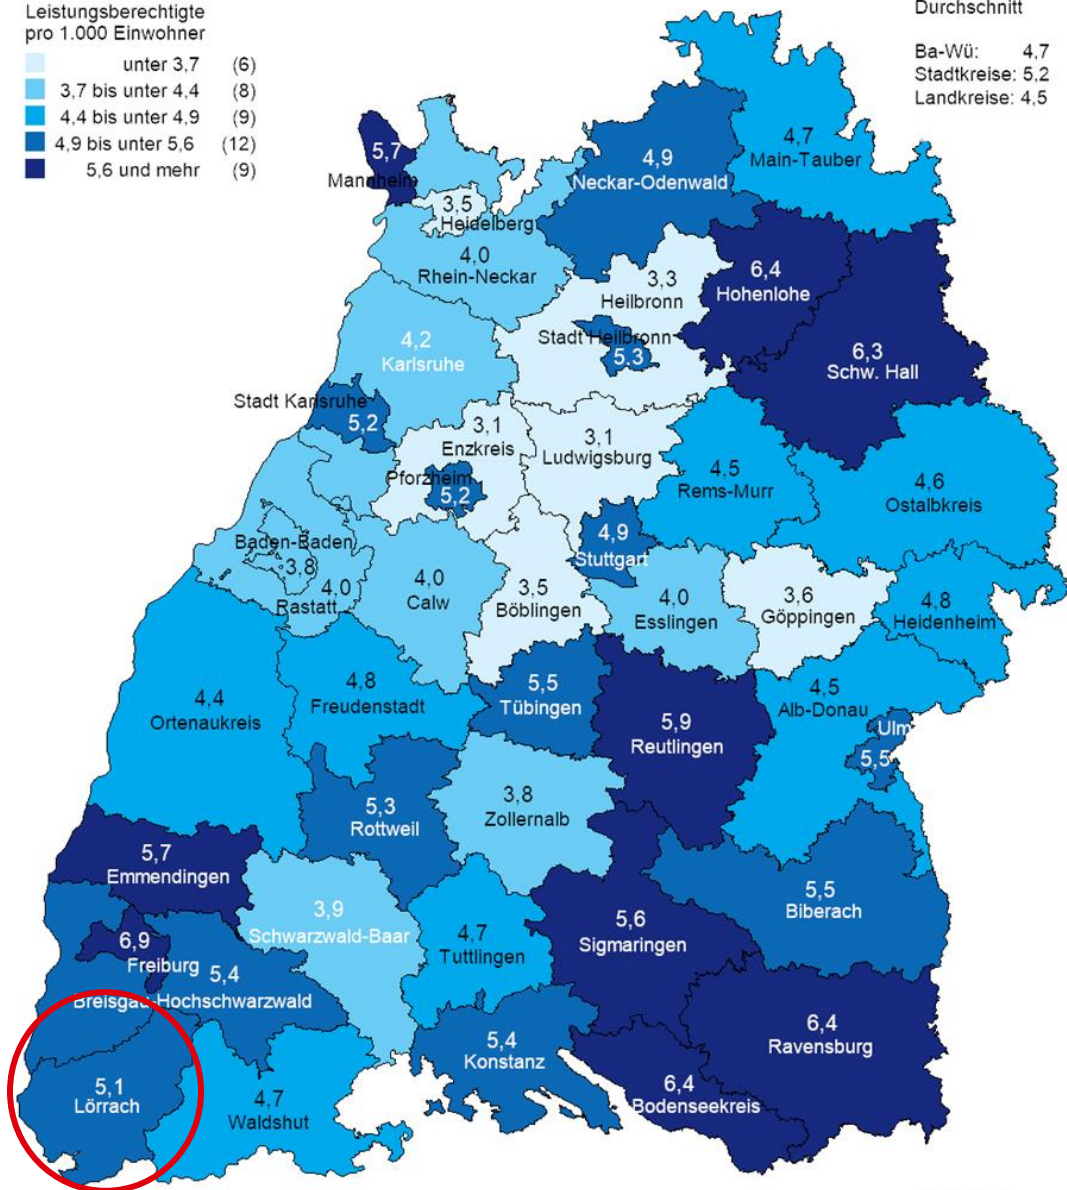 Leistungsberechtigte
pro 1.000 Einwohner
unter 3,7 (6)
3,7 bis unter 4,4 (8)
4,4 bis unter 4,9 (9)
4,9 bis unter 5,6 (12)
5,6 und mehr (9)
Durchschnitt
Ba-Wü: 4,7
Stadtkreise: 5,2
Landkreise: 4,5
5,7
Mannheim
3,5
Heidelberg
4,0
Rhein-Neckar
4,9
Neckar-Odenwald
4,7
Main-Tauber
3,3
Heilbronn
Stadt Heilbronn
5,3
6,4
Hohenlohe
6,3
Schw. Hall
4,2
Karlsruhe
Stadt Karlsruhe
5,2
3,1
Enzkreis
Pforzheim
5,2
3,1
Ludwigsburg
4,5
Rems-Murr
4,6
Ostalbkreis
4,9
Stuttgart
Baden-Baden
3,8
4,0
Rastatt
4,0
Calw
3,5
Böblingen
4,0
Esslingen
3,6
Göppingen
4,8
Heidenheim
4,4
Ortenaukreis
4,8
Freudenstadt
5,5
Tübingen
5,9
Reutlingen
4,5
Alb-Donau
Ulm
5,5
5,3
Rottweil
3,8
Zollernalb
5,7
Emmendingen
3,9
Schwarzwald-Baar
4,7
Tuttlingen
5,6
Sigmaringen
5,5
Biberach
6,9
Freiburg
5,4
Breisgau-Hochschwarzwald
5,1
Lörrach
4,7
Waldshut
5,4
Konstanz
6,4
Bodenseekreis
6,4
Ravensburg